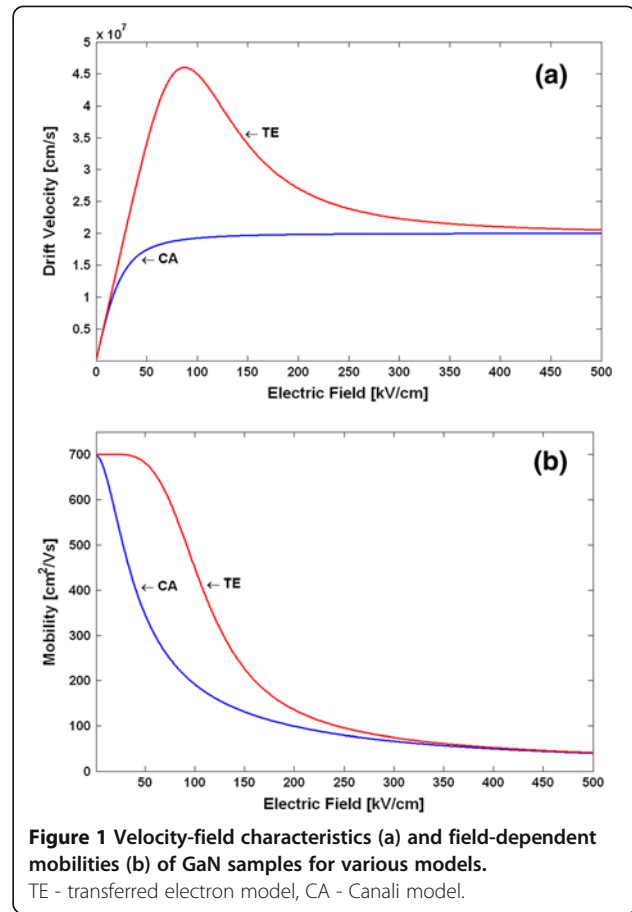 x 10⁷
(a)
5
4.5
4
3.5
3
2.5
2
1.5
1
0.5
Drift Velocity [cm/s]
← TE
← CA
0 50 100 150 200 250 300 350 400 450 500
Electric Field [kV/cm]
(b)
700
600
500
400
300
200
100
0
Mobility [cm²/Vs]
← CA
← TE
50 100 150 200 250 300 350 400 450 500
Electric Field [kV/cm]
Figure 1 Velocity-field characteristics (a) and field-dependent
mobilities (b) of GaN samples for various models.
TE - transferred electron model, CA - Canali model.